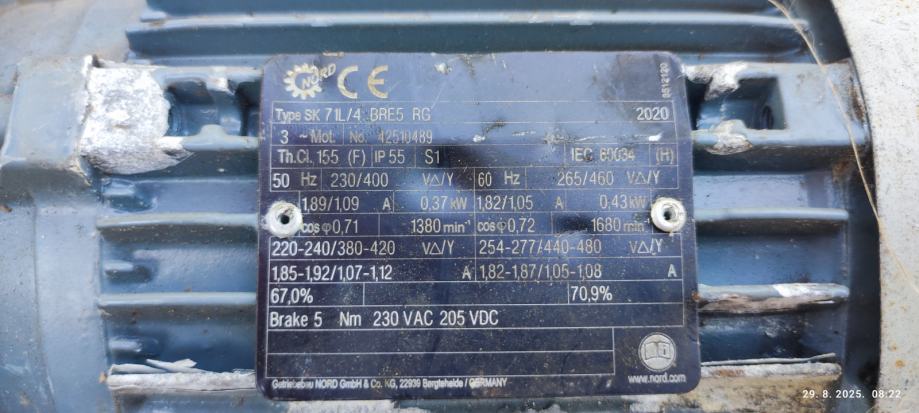 NORD CE
8512120
Type SK 71L/4 BRE5 RG 2020
3 ~Mot. No. 42510489
Th.Cl. 155 (F) IP 55 S1 IEC 60034 (H)
50 Hz 230/400 V△/Y 60 Hz 265/460 V△/Y
1,89/1,09 A 0,37 kW 1,82/1,05 A 0,43 kW
cos φ 0,71 1380 min⁻¹ cos φ 0,72 1680 min⁻¹
220-240/380-420 V△/Y 254-277/440-480 V△/Y
1,85-1,92/1,07-1,12 A 1,82-1,87/1,05-1,08 A
67,0% 70,9%
Brake 5 Nm 230 VAC 205 VDC
Getriebebau NORD GmbH & Co. KG, 22939 Bargteheide / GERMANY
www.nord.com
29. 8. 2025. 08:22